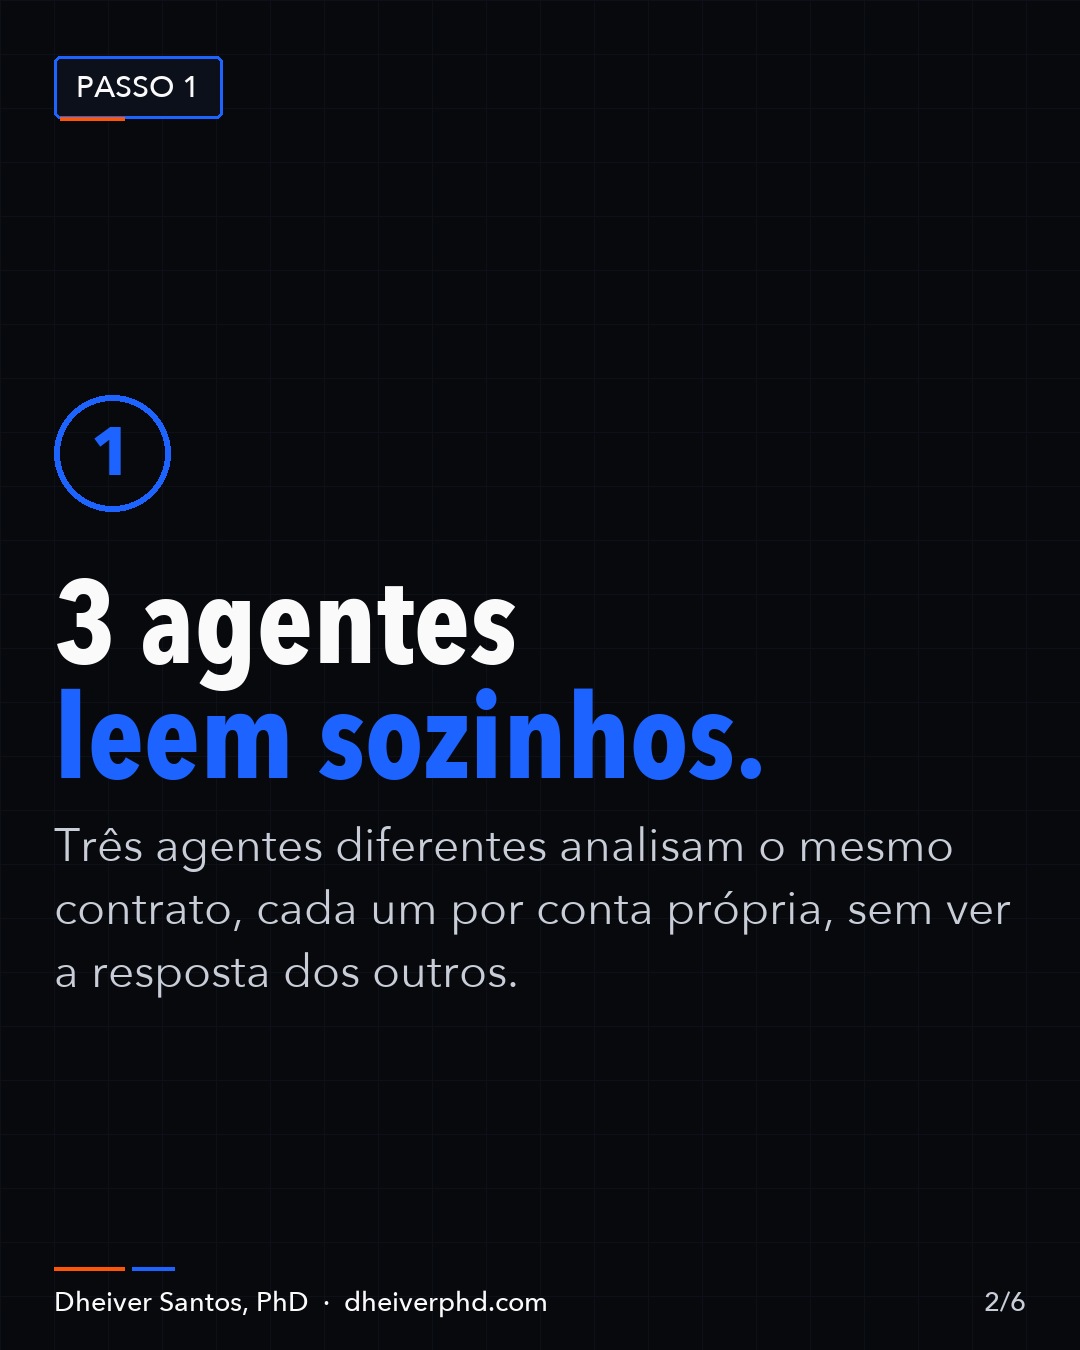 PASSO 1
1
3 agentes
leem sozinhos.
Três agentes diferentes analisam o mesmo
contrato, cada um por conta própria, sem ver
a resposta dos outros.
Dheiver Santos, PhD · dheiverphd.com
2/6